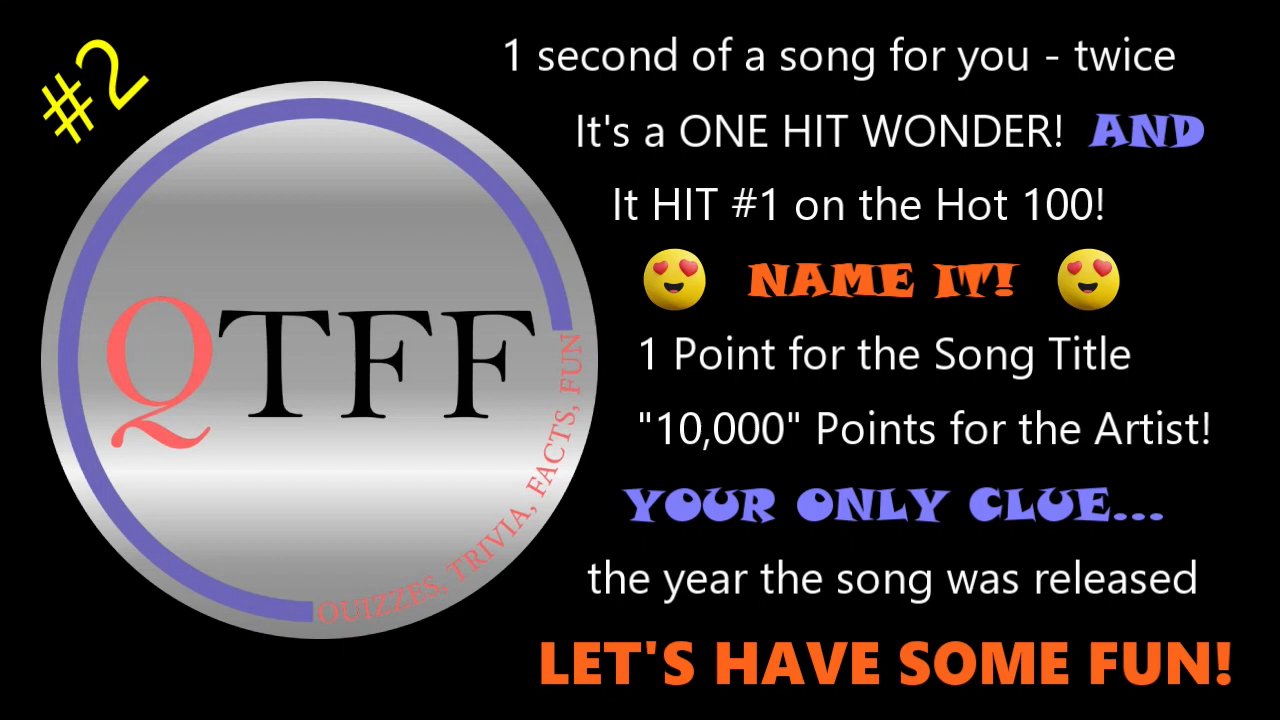 #2
QTFF
QUIZZES, TRIVIA, FACTS, FUN
1 second of a song for you - twice
It's a ONE HIT WONDER! AND
It HIT #1 on the Hot 100!
NAME IT!
1 Point for the Song Title
"10,000" Points for the Artist!
YOUR ONLY CLUE...
the year the song was released
LET'S HAVE SOME FUN!